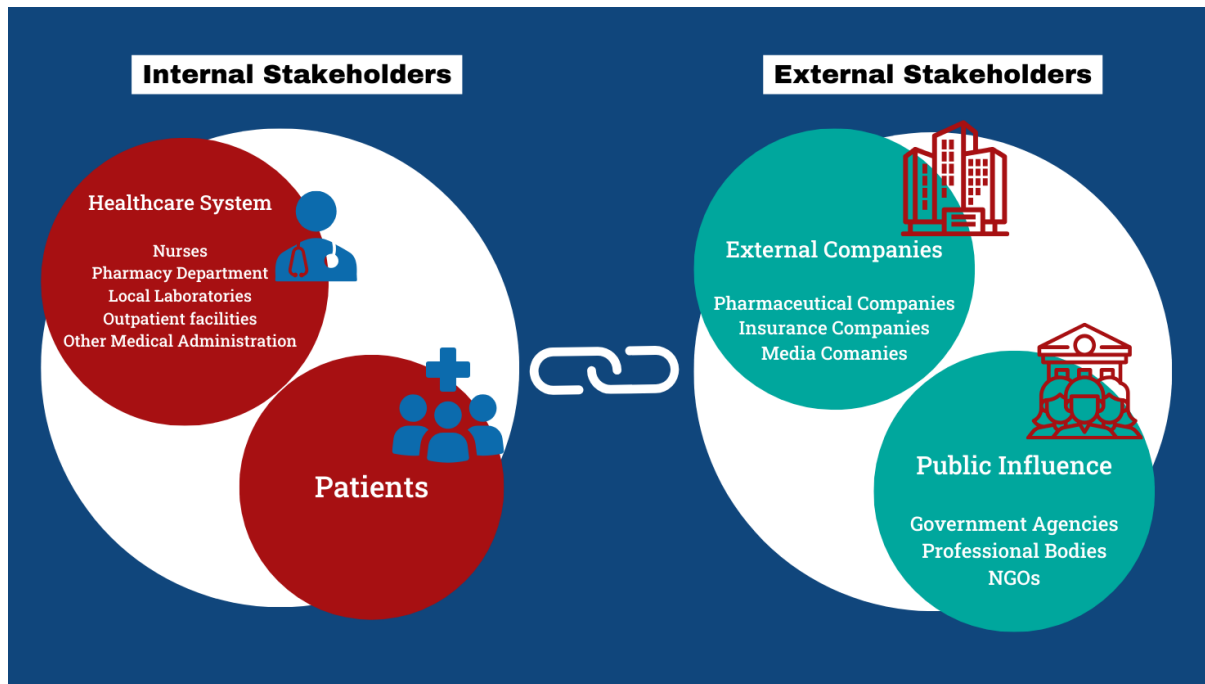 Internal Stakeholders
Healthcare System
Nurses
Pharmacy Department
Local Laboratories
Outpatient facilities
Other Medical Administration
Patients
External Stakeholders
External Companies
Pharmaceutical Companies
Insurance Companies
Media Comanies
Public Influence
Government Agencies
Professional Bodies
NGOs